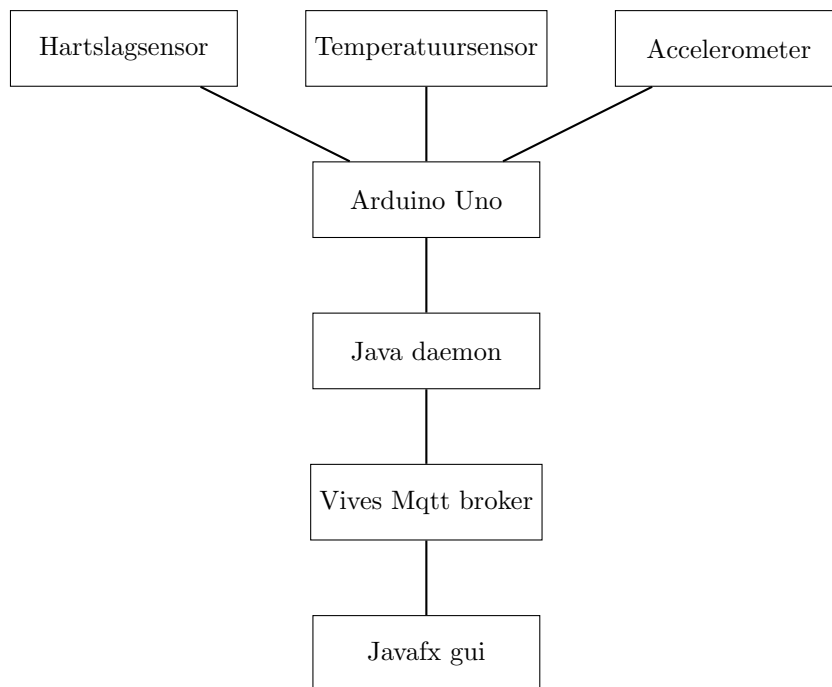 Hartslagsensor
Temperatuursensor
Accelerometer
Arduino Uno
Java daemon
Vives Mqtt broker
Javafx gui